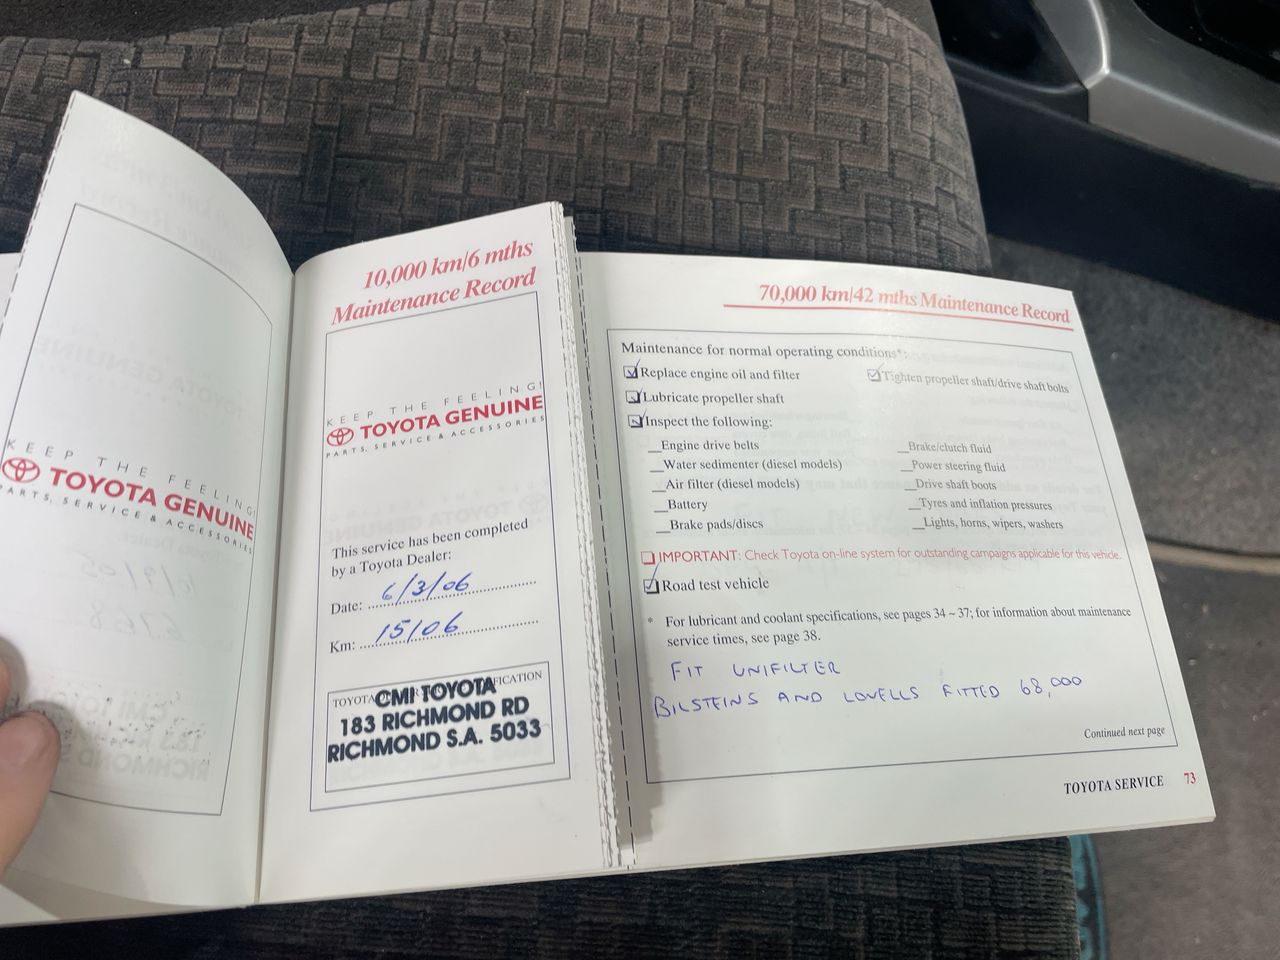 KEEP THE FEELING!
TOYOTA GENUINE
PARTS, SERVICE & ACCESSORIES
10,000 km/6 mths
Maintenance Record
KEEP THE FEELING!
TOYOTA GENUINE
PARTS, SERVICE & ACCESSORIES
This service has been completed
by a Toyota Dealer:
Date: 6/3/06
Km: 15106
CMI TOYOTA
183 RICHMOND RD
RICHMOND S.A. 5033
70,000 km/42 mths Maintenance Record
Maintenance for normal operating conditions*:
Replace engine oil and filter
Tighten propeller shaft/drive shaft bolts
Lubricate propeller shaft
Inspect the following:
Engine drive belts
Water sedimenter (diesel models)
Air filter (diesel models)
Battery
Brake pads/discs
Brake/clutch fluid
Power steering fluid
Drive shaft boots
Tyres and inflation pressures
Lights, horns, wipers, washers
IMPORTANT: Check Toyota on-line system for outstanding campaigns applicable for this vehicle.
Road test vehicle
* For lubricant and coolant specifications, see pages 34 ~ 37; for information about maintenance
service times, see page 38.
FIT UNIFILTER
BILSTEINS AND LOVELLS FITTED 68,000
Continued next page
TOYOTA SERVICE 73